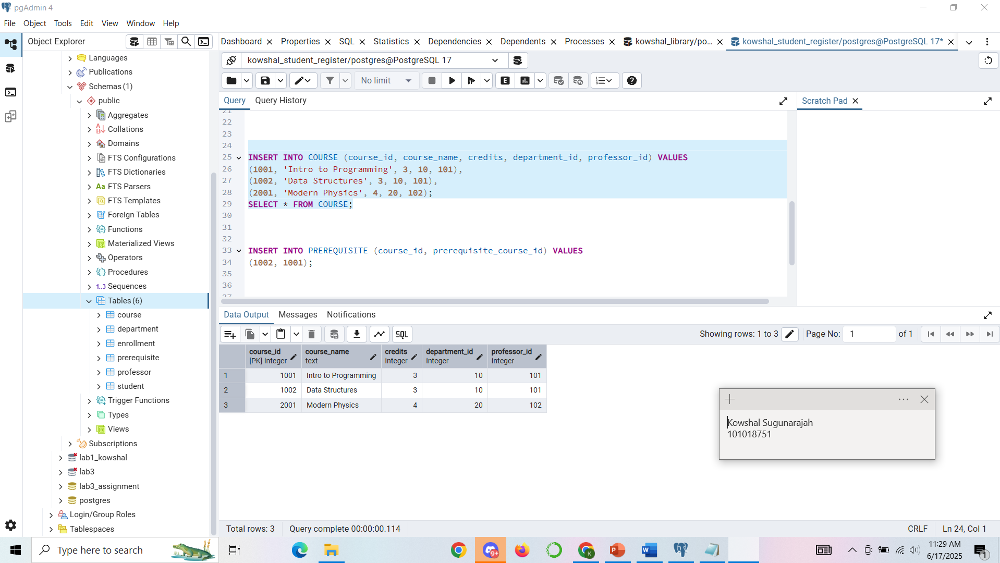 pgAdmin 4
File Object Tools Edit View Window Help
Object Explorer
Dashboard Properties SQL Statistics Dependencies Dependents Processes kowshal_library/po... kowshal_student_register/postgres@PostgreSQL 17*
kowshal_student_register/postgres@PostgreSQL 17
No limit
E
Query Query History
Scratch Pad
Languages
Publications
Schemas (1)
public
Aggregates
Collations
Domains
FTS Configurations
FTS Dictionaries
Aa FTS Parsers
FTS Templates
Foreign Tables
Functions
Materialized Views
Operators
Procedures
1..3 Sequences
Tables (6)
course
department
enrollment
prerequisite
professor
student
Trigger Functions
Types
Views
Subscriptions
lab1_kowshal
lab3
lab3_assignment
postgres
Login/Group Roles
Tablespaces
21
22
23
24
25 INSERT INTO COURSE (course_id, course_name, credits, department_id, professor_id) VALUES
26 (1001, 'Intro to Programming', 3, 10, 101),
27 (1002, 'Data Structures', 3, 10, 101),
28 (2001, 'Modern Physics', 4, 20, 102);
29 SELECT * FROM COURSE;
30
31
32
33 INSERT INTO PREREQUISITE (course_id, prerequisite_course_id) VALUES
34 (1002, 1001);
35
36
37
Data Output Messages Notifications
SQL
Showing rows: 1 to 3 Page No: 1 of 1
course_id course_name credits department_id professor_id
[PK] integer text integer integer integer
1 1001 Intro to Programming 3 10 101
2 1002 Data Structures 3 10 101
3 2001 Modern Physics 4 20 102
Kowshal Sugunarajah
101018751
Total rows: 3 Query complete 00:00:00.114 CRLF Ln 24, Col 1
Type here to search
9+
K
P
W
11:29 AM
6/17/2025
1